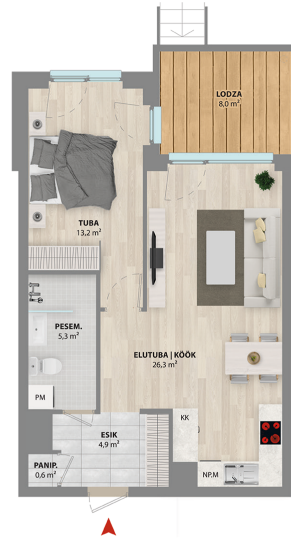 LODZA
8,0 m²
TUBA
13,2 m²
PESEM.
5,3 m²
ELUTUBA | KÖÖK
26,3 m²
PM
ESIK
4,9 m²
KK
PANIP.
0,6 m²
NP.M